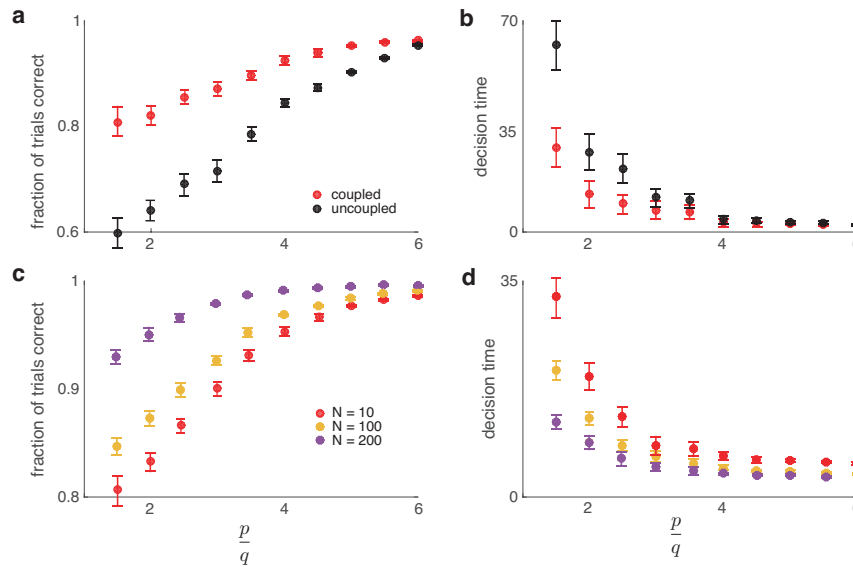 a
1
0.8
0.6
fraction of trials correct
2
4
6
coupled
uncoupled
b
70
35
0
decision time
2
4
6
c
1
0.9
0.8
fraction of trials correct
2
4
6
N = 10
N = 100
N = 200
p
q
d
35
0
decision time
2
4
6
p
q